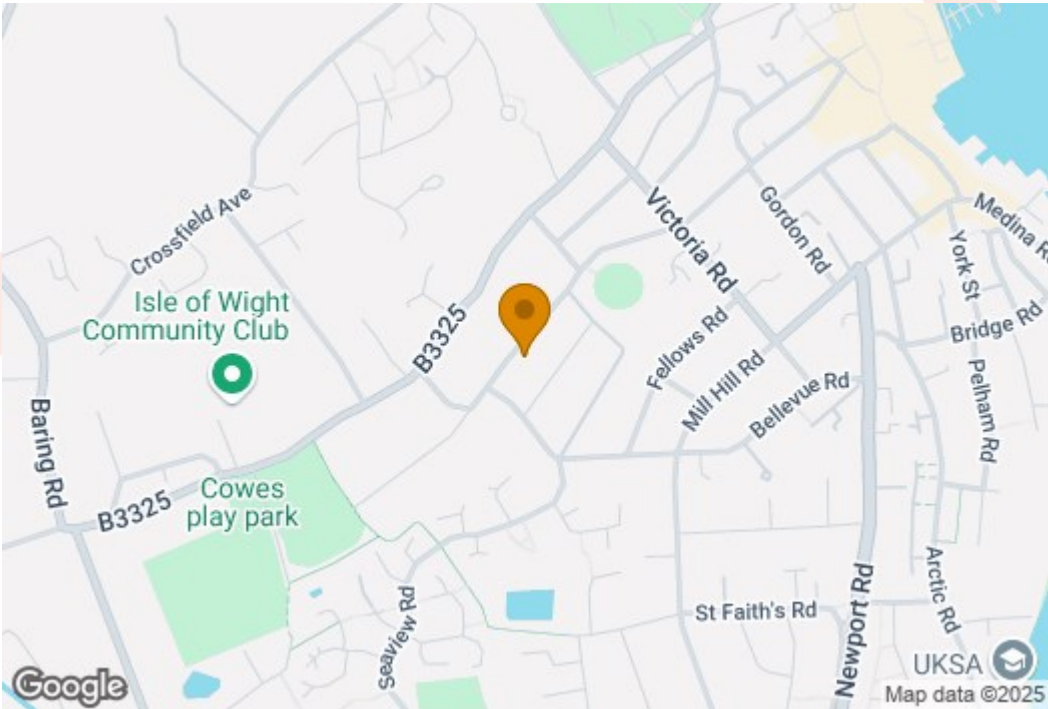 Crossfield Ave
Victoria Rd
Gordon Rd
Medina R
York St
Isle of Wight
Community Club
B3325
Fellows Rd
Bridge Rd
Mill Hill Rd
Bellevue Rd
Pelham Rd
Baring Rd
Cowes
play park
B3325
Seaview Rd
St Faith's Rd
Newport Rd
Arctic Rd
UKSA
Google
Map data ©2025